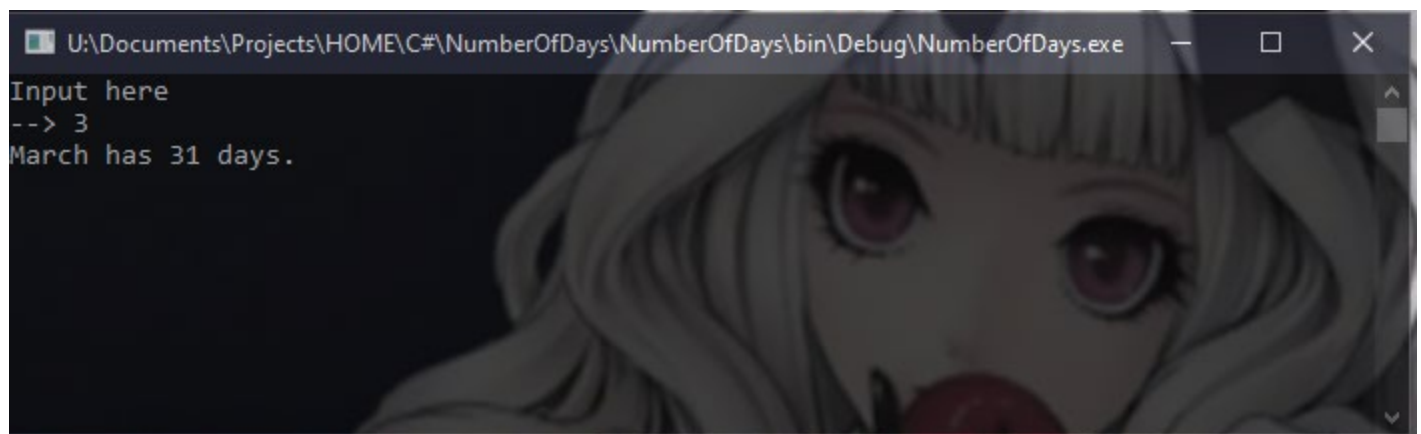 U:\Documents\Projects\HOME\C#\NumberOfDays\NumberOfDays\bin\Debug\NumberOfDays.exe
Input here
--> 3
March has 31 days.